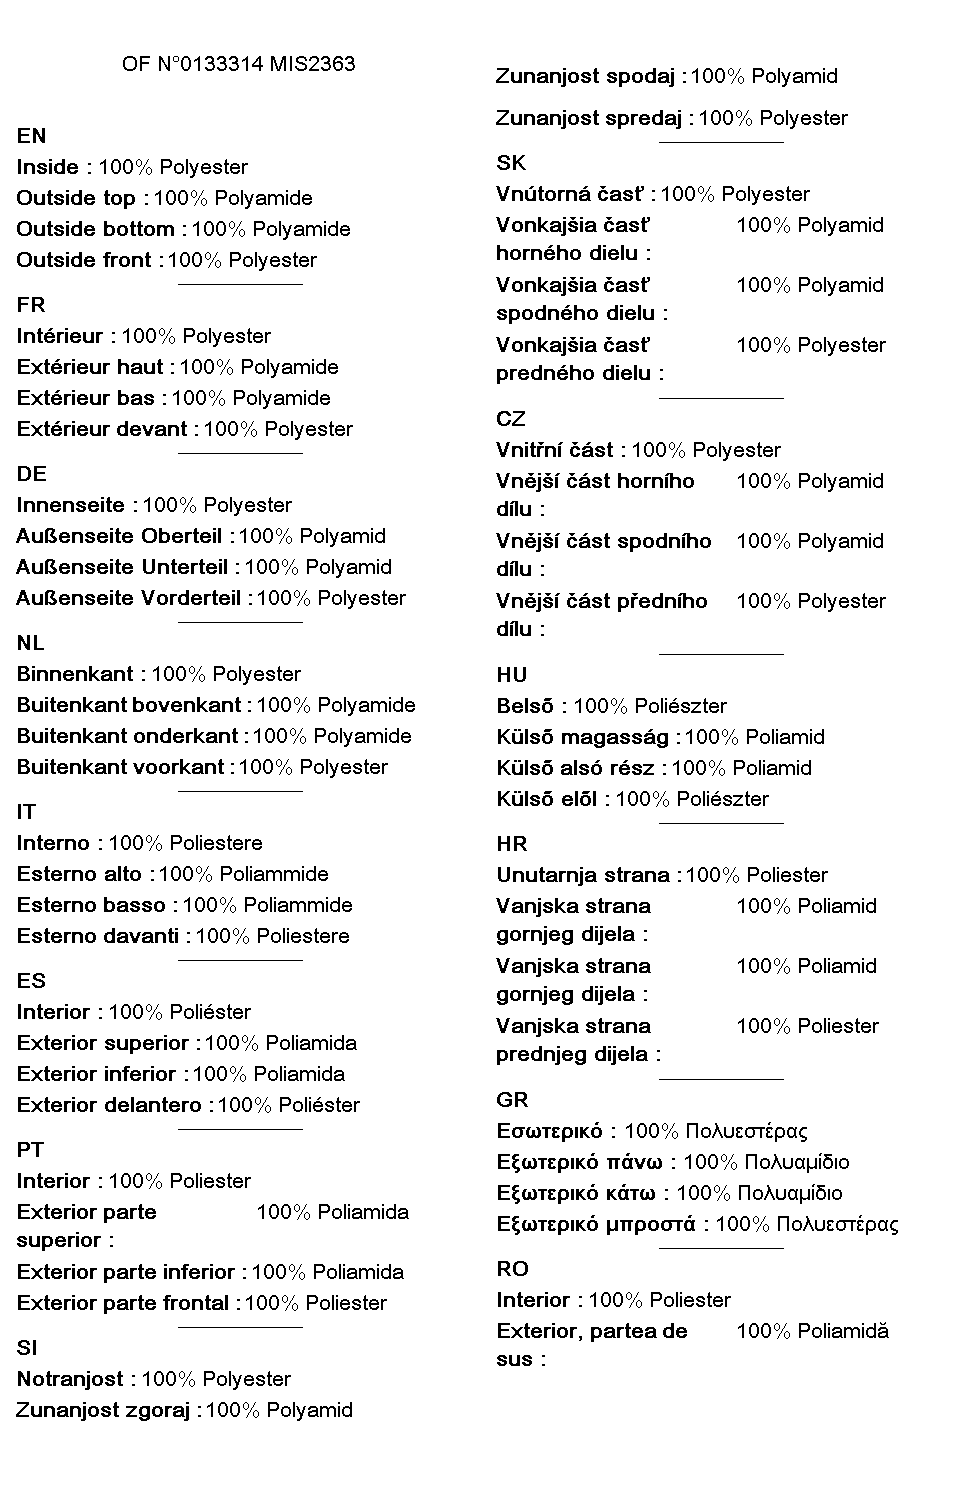 OF N°0133314 MIS2363
EN
Inside : 100% Polyester
Outside top : 100% Polyamide
Outside bottom : 100% Polyamide
Outside front : 100% Polyester
FR
Intérieur : 100% Polyester
Extérieur haut : 100% Polyamide
Extérieur bas : 100% Polyamide
Extérieur devant : 100% Polyester
DE
Innenseite : 100% Polyester
Außenseite Oberteil : 100% Polyamid
Außenseite Unterteil : 100% Polyamid
Außenseite Vorderteil : 100% Polyester
NL
Binnenkant : 100% Polyester
Buitenkant bovenkant : 100% Polyamide
Buitenkant onderkant : 100% Polyamide
Buitenkant voorkant : 100% Polyester
IT
Interno : 100% Poliestere
Esterno alto : 100% Poliammide
Esterno basso : 100% Poliammide
Esterno davanti : 100% Poliestere
ES
Interior : 100% Poliéster
Exterior superior : 100% Poliamida
Exterior inferior : 100% Poliamida
Exterior delantero : 100% Poliéster
PT
Interior : 100% Poliester
Exterior parte 100% Poliamida
superior :
Exterior parte inferior : 100% Poliamida
Exterior parte frontal : 100% Poliester
SI
Notranjost : 100% Polyester
Zunanjost zgoraj : 100% Polyamid
Zunanjost spodaj : 100% Polyamid
Zunanjost spredaj : 100% Polyester
SK
Vnútorná časť : 100% Polyester
Vonkajšia časť 100% Polyamid
horného dielu :
Vonkajšia časť 100% Polyamid
spodného dielu :
Vonkajšia časť 100% Polyester
predného dielu :
CZ
Vnitřní část : 100% Polyester
Vnější část horního 100% Polyamid
dílu :
Vnější část spodního 100% Polyamid
dílu :
Vnější část předního 100% Polyester
dílu :
HU
Belső : 100% Poliészter
Külső magasság : 100% Poliamid
Külső alsó rész : 100% Poliamid
Külső elől : 100% Poliészter
HR
Unutarnja strana : 100% Poliester
Vanjska strana 100% Poliamid
gornjeg dijela :
Vanjska strana 100% Poliamid
gornjeg dijela :
Vanjska strana 100% Poliester
prednjeg dijela :
GR
Εσωτερικό : 100% Πολυεστέρας
Εξωτερικό πάνω : 100% Πολυαμίδιο
Εξωτερικό κάτω : 100% Πολυαμίδιο
Εξωτερικό μπροστά : 100% Πολυεστέρας
RO
Interior : 100% Poliester
Exterior, partea de 100% Poliamidă
sus :